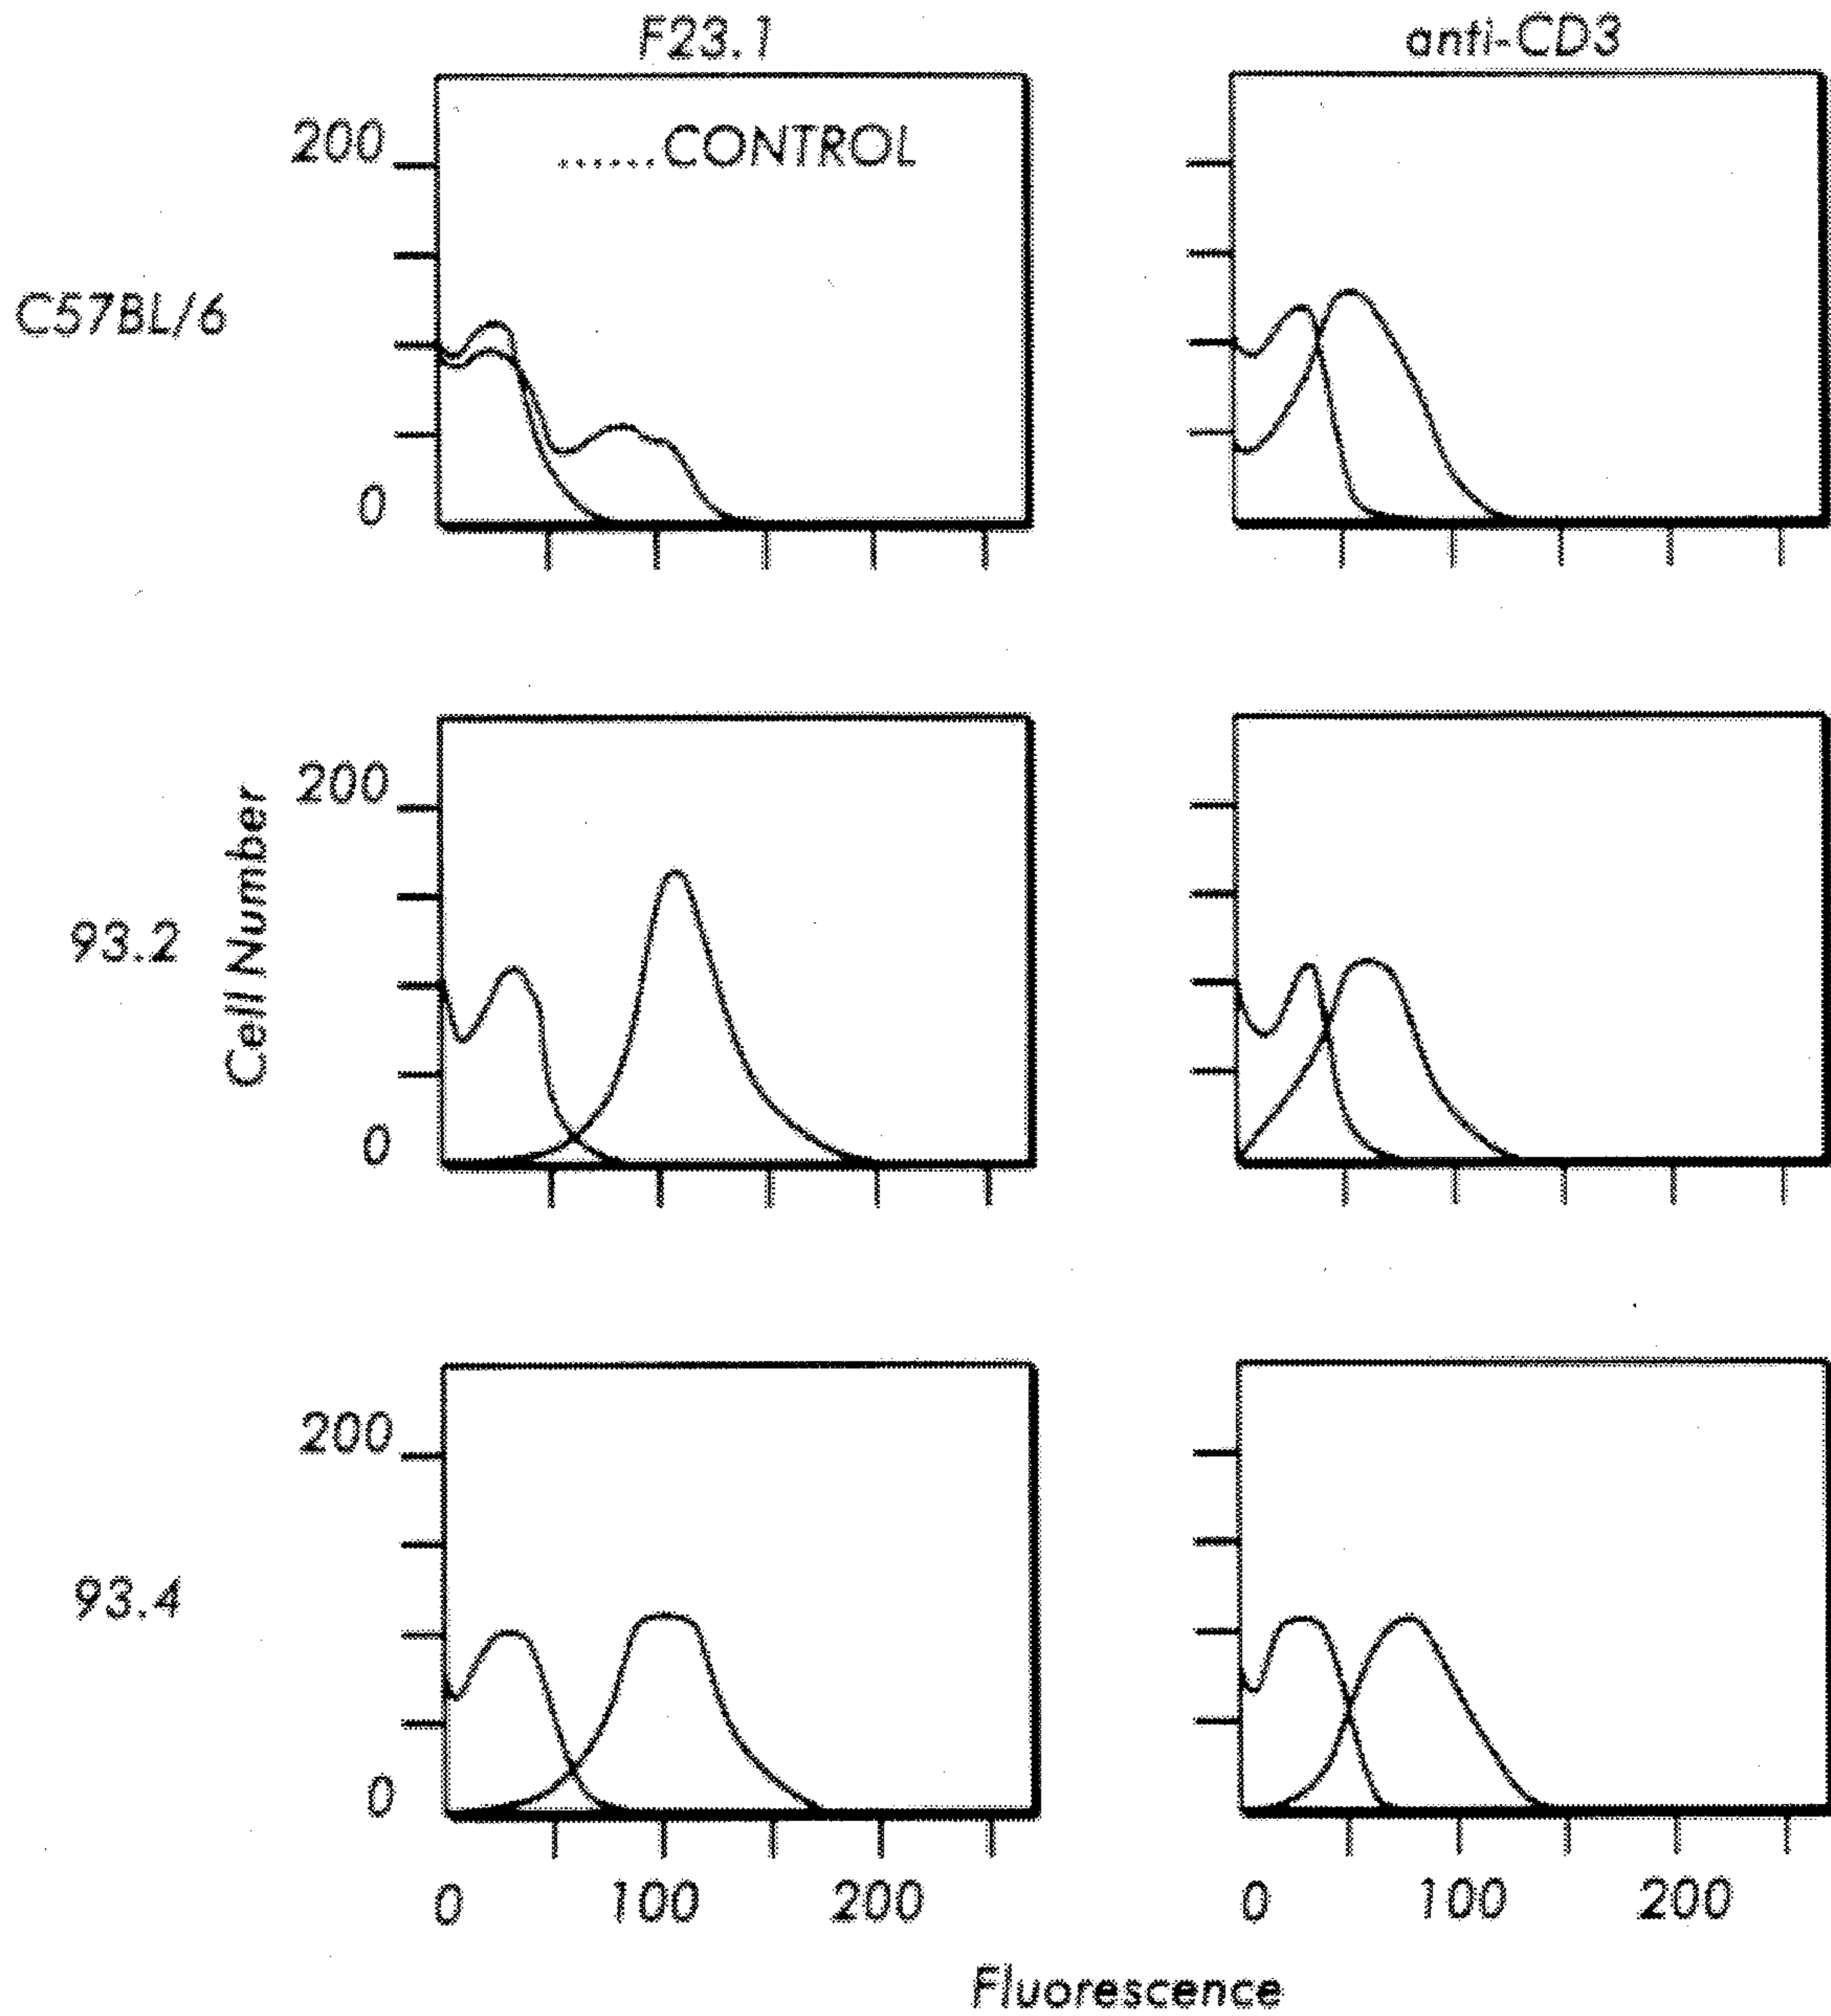 F23.1
anti-CD3
200
......CONTROL
C57BL/6
0
200
Cell Number
93.2
0
200
93.4
0
0 100 200
0 100 200
Fluorescence